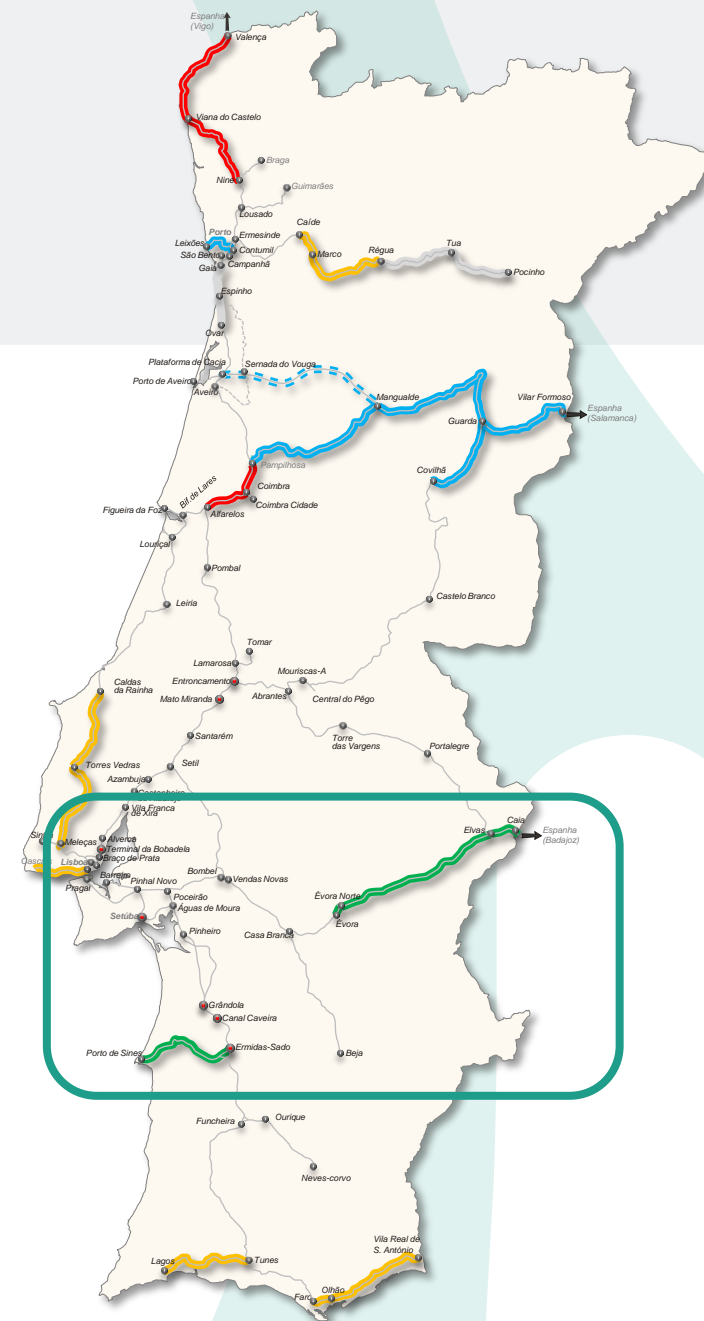 Espanha
(Vigo)
Valença
Viana do Castelo
Braga
Nine
Guimarães
Lousado
Caíde
Porto
Ermesinde
Leixões
Contumil
São Bento
Campanhã
Gaia
Marco
Régua
Tua
Pocinho
Espinho
Ovar
Plataforma de Cacia
Sernada do Vouga
Porto de Aveiro
Aveiro
Mangualde
Vilar Formoso
Espanha
(Salamanca)
Guarda
Pampilhosa
Covilhã
Coimbra
Bif. de Lares
Coimbra Cidade
Figueira da Foz
Alfarelos
Louriçal
Pombal
Leiria
Castelo Branco
Tomar
Lamarosa
Entroncamento
Mouriscas-A
Mato Miranda
Abrantes
Central do Pêgo
Caldas
da Rainha
Santarém
Torre
das Vargens
Portalegre
Torres Vedras
Setil
Azambuja
Vila Franca
de Xira
Caia
Elvas
Espanha
(Badajoz)
Meleças
Alverca
Terminal da Bobadela
Braço de Prata
Lisboa
Barreiro
Pragal
Pinhal Novo
Bombel
Vendas Novas
Poceirão
Águas de Moura
Setúbal
Pinheiro
Évora Norte
Évora
Casa Branca
Grândola
Canal Caveira
Porto de Sines
Ermidas-Sado
Beja
Funcheira
Ourique
Neves-corvo
Lagos
Tunes
Vila Real de
S. António
Olhão
Faro